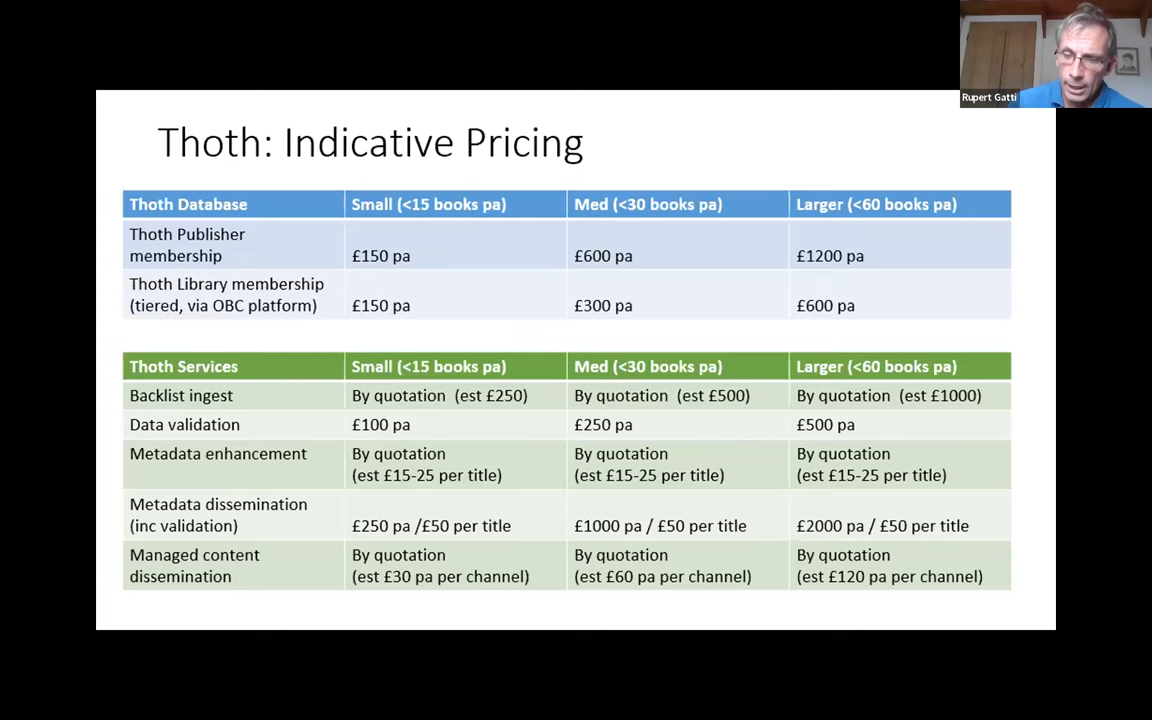 Rupert Gatti
Thoth: Indicative Pricing
Thoth Database Small (<15 books pa) Med (<30 books pa) Larger (<60 books pa)
Thoth Publisher
membership £150 pa £600 pa £1200 pa
Thoth Library membership
(tiered, via OBC platform) £150 pa £300 pa £600 pa
Thoth Services Small (<15 books pa) Med (<30 books pa) Larger (<60 books pa)
Backlist ingest By quotation (est £250) By quotation (est £500) By quotation (est £1000)
Data validation £100 pa £250 pa £500 pa
Metadata enhancement By quotation By quotation By quotation
(est £15-25 per title) (est £15-25 per title) (est £15-25 per title)
Metadata dissemination
(inc validation) £250 pa /£50 per title £1000 pa / £50 per title £2000 pa / £50 per title
Managed content By quotation By quotation By quotation
dissemination (est £30 pa per channel) (est £60 pa per channel) (est £120 pa per channel)